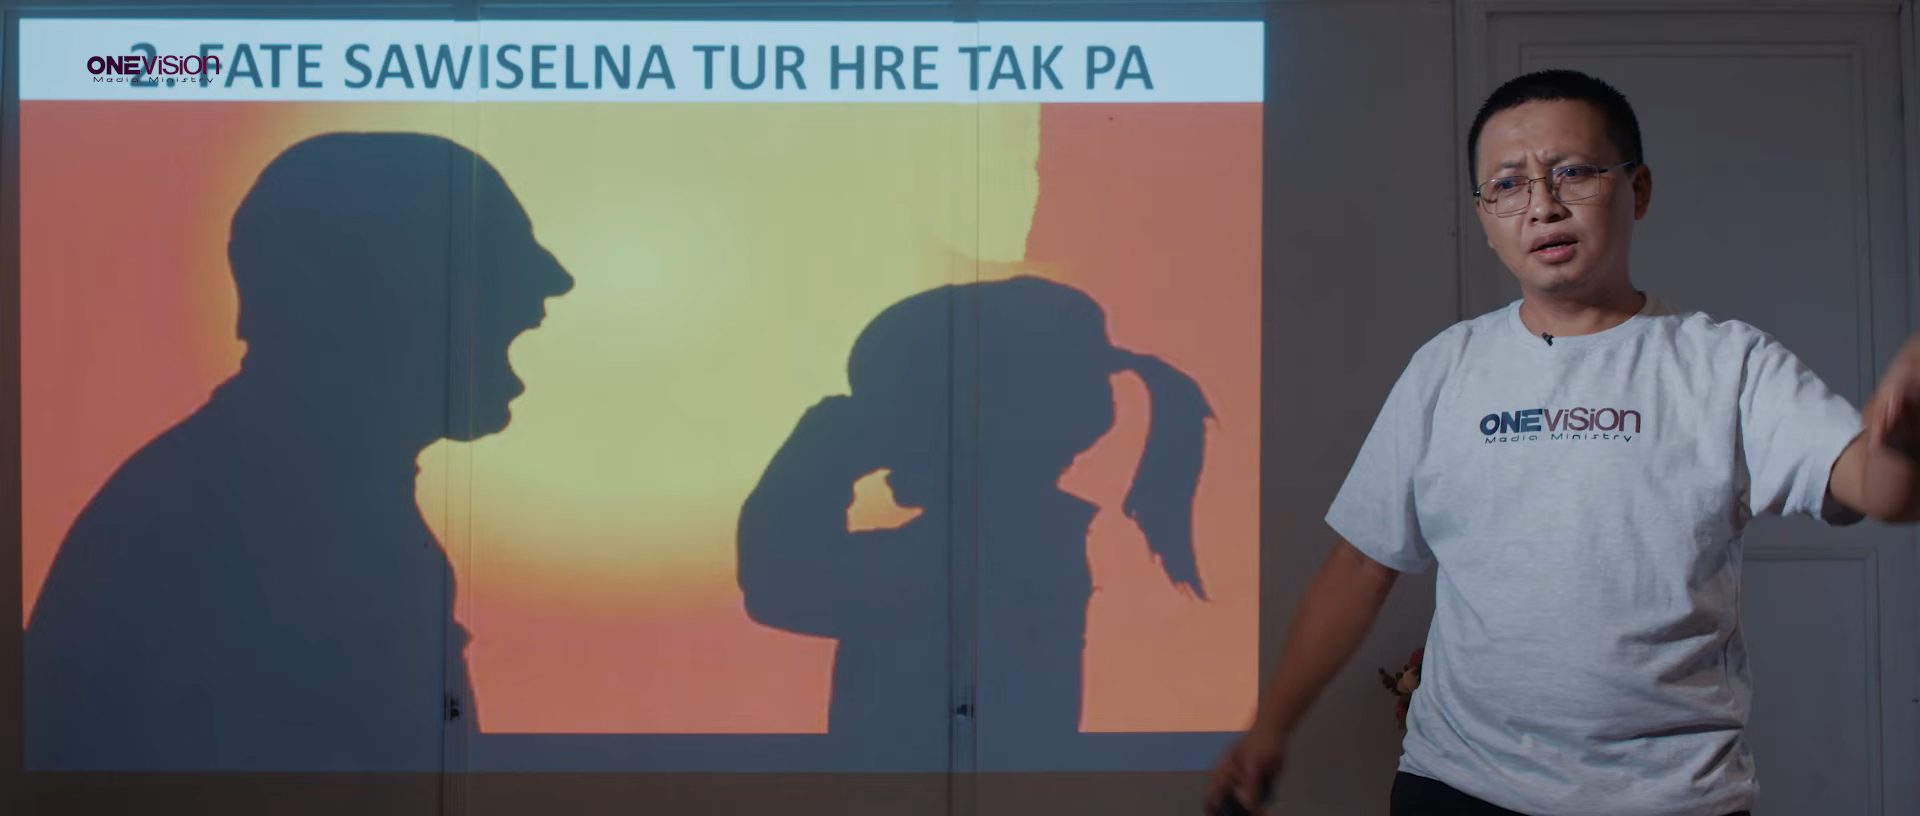 2. FATE SAWISELNA TUR HRE TAK PA
ONEVISION
Media Ministry
ONEVISION
Media Ministry